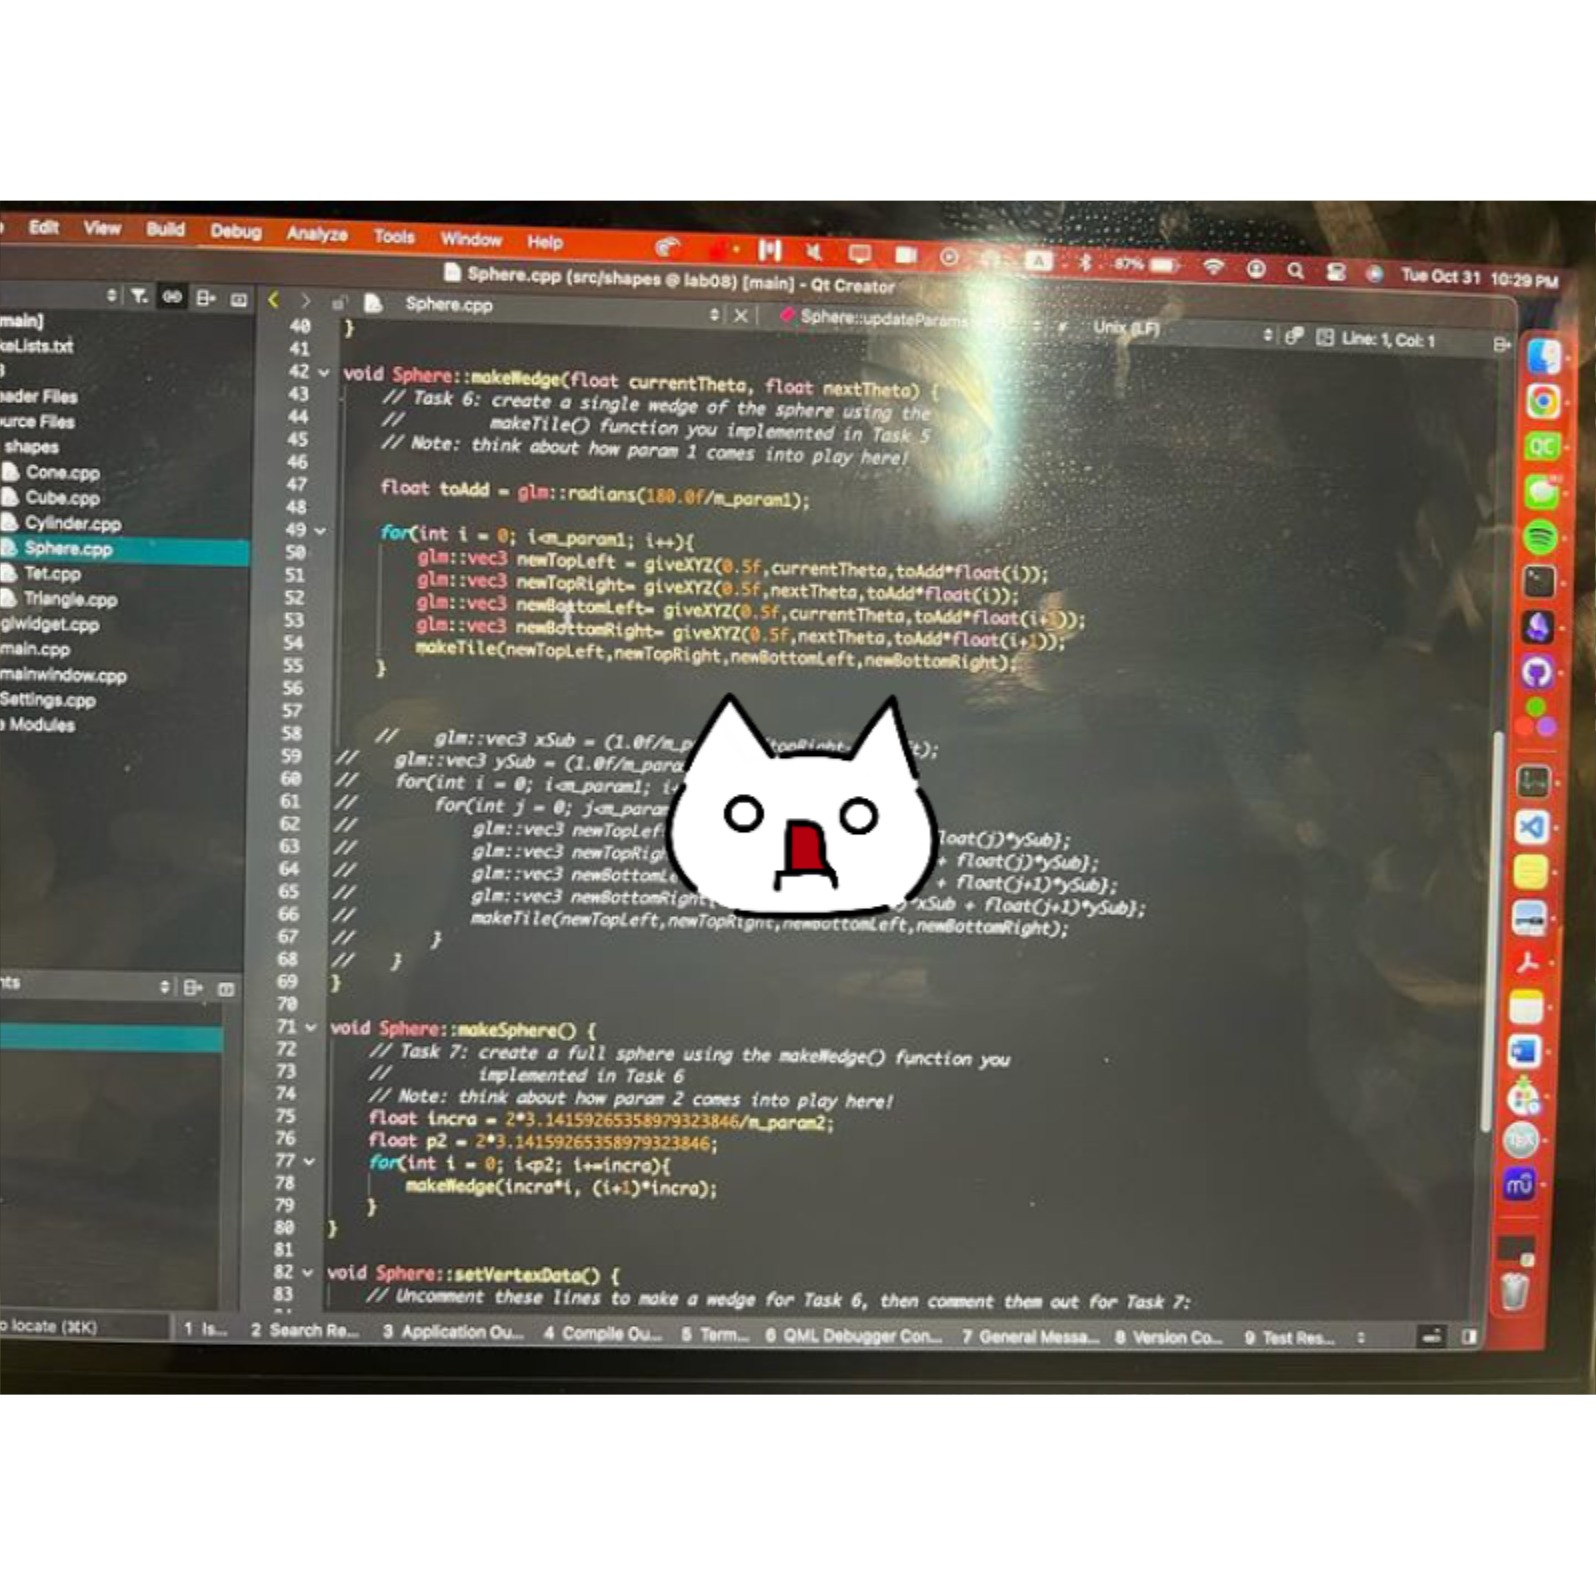 Edit View Build Debug Analyze Tools Window Help A 87% Tue Oct 31 10:29 PM
Sphere.cpp (src/shapes @ lab08) [main] - Qt Creator
Sphere.cpp Sphere::updateParams # Unix (LF) Line: 1, Col: 1
main]
keLists.txt
eader Files
urce Files
shapes
Cone.cpp
Cube.cpp
Cylinder.cpp
Sphere.cpp
Tet.cpp
Triangle.cpp
glwidget.cpp
main.cpp
mainwindow.cpp
Settings.cpp
Modules
nts
40 }
41
42 void Sphere::makeWedge(float currentTheta, float nextTheta) {
43 // Task 6: create a single wedge of the sphere using the
44 // makeTile() function you implemented in Task 5
45 // Note: think about how param 1 comes into play here!
46
47 float toAdd = glm::radians(180.0f/m_param1);
48
49 for(int i = 0; i<m_param1; i++){
50 glm::vec3 newTopLeft = giveXYZ(0.5f,currentTheta,toAdd*float(i));
51 glm::vec3 newTopRight= giveXYZ(0.5f,nextTheta,toAdd*float(i));
52 glm::vec3 newBottomLeft= giveXYZ(0.5f,currentTheta,toAdd*float(i+1));
53 glm::vec3 newBottomRight= giveXYZ(0.5f,nextTheta,toAdd*float(i+1));
54 makeTile(newTopLeft,newTopRight,newBottomLeft,newBottomRight);
55 }
56
57
58 // glm::vec3 xSub = (1.0f/m_p topRight t);
59 // glm::vec3 ySub = (1.0f/m_para
60 // for(int i = 0; i<m_param1; i+
61 // for(int j = 0; j<m_param
62 // glm::vec3 newTopLef loat(j)*ySub};
63 // glm::vec3 newTopRigh + float(j)*ySub};
64 // glm::vec3 newBottomLe + float(j+1)*ySub};
65 // glm::vec3 newBottomRight *xSub + float(j+1)*ySub};
66 // makeTile(newTopLeft,newTopRight,newBottomLeft,newBottomRight);
67 // }
68 // }
69 }
70
71 void Sphere::makeSphere() {
72 // Task 7: create a full sphere using the makeWedge() function you
73 // implemented in Task 6
74 // Note: think about how param 2 comes into play here!
75 float incra = 2*3.14159265358979323846/m_param2;
76 float p2 = 2*3.14159265358979323846;
77 for(int i = 0; i<p2; i+=incra){
78 makeWedge(incra*i, (i+1)*incra);
79 }
80 }
81
82 void Sphere::setVertexData() {
83 // Uncomment these lines to make a wedge for Task 6, then comment them out for Task 7:
o locate (⌘K) 1 Is... 2 Search Re... 3 Application Ou... 4 Compile Ou... 5 Term... 6 QML Debugger Con... 7 General Messa... 8 Version Co... 9 Test Res...
QC
mu